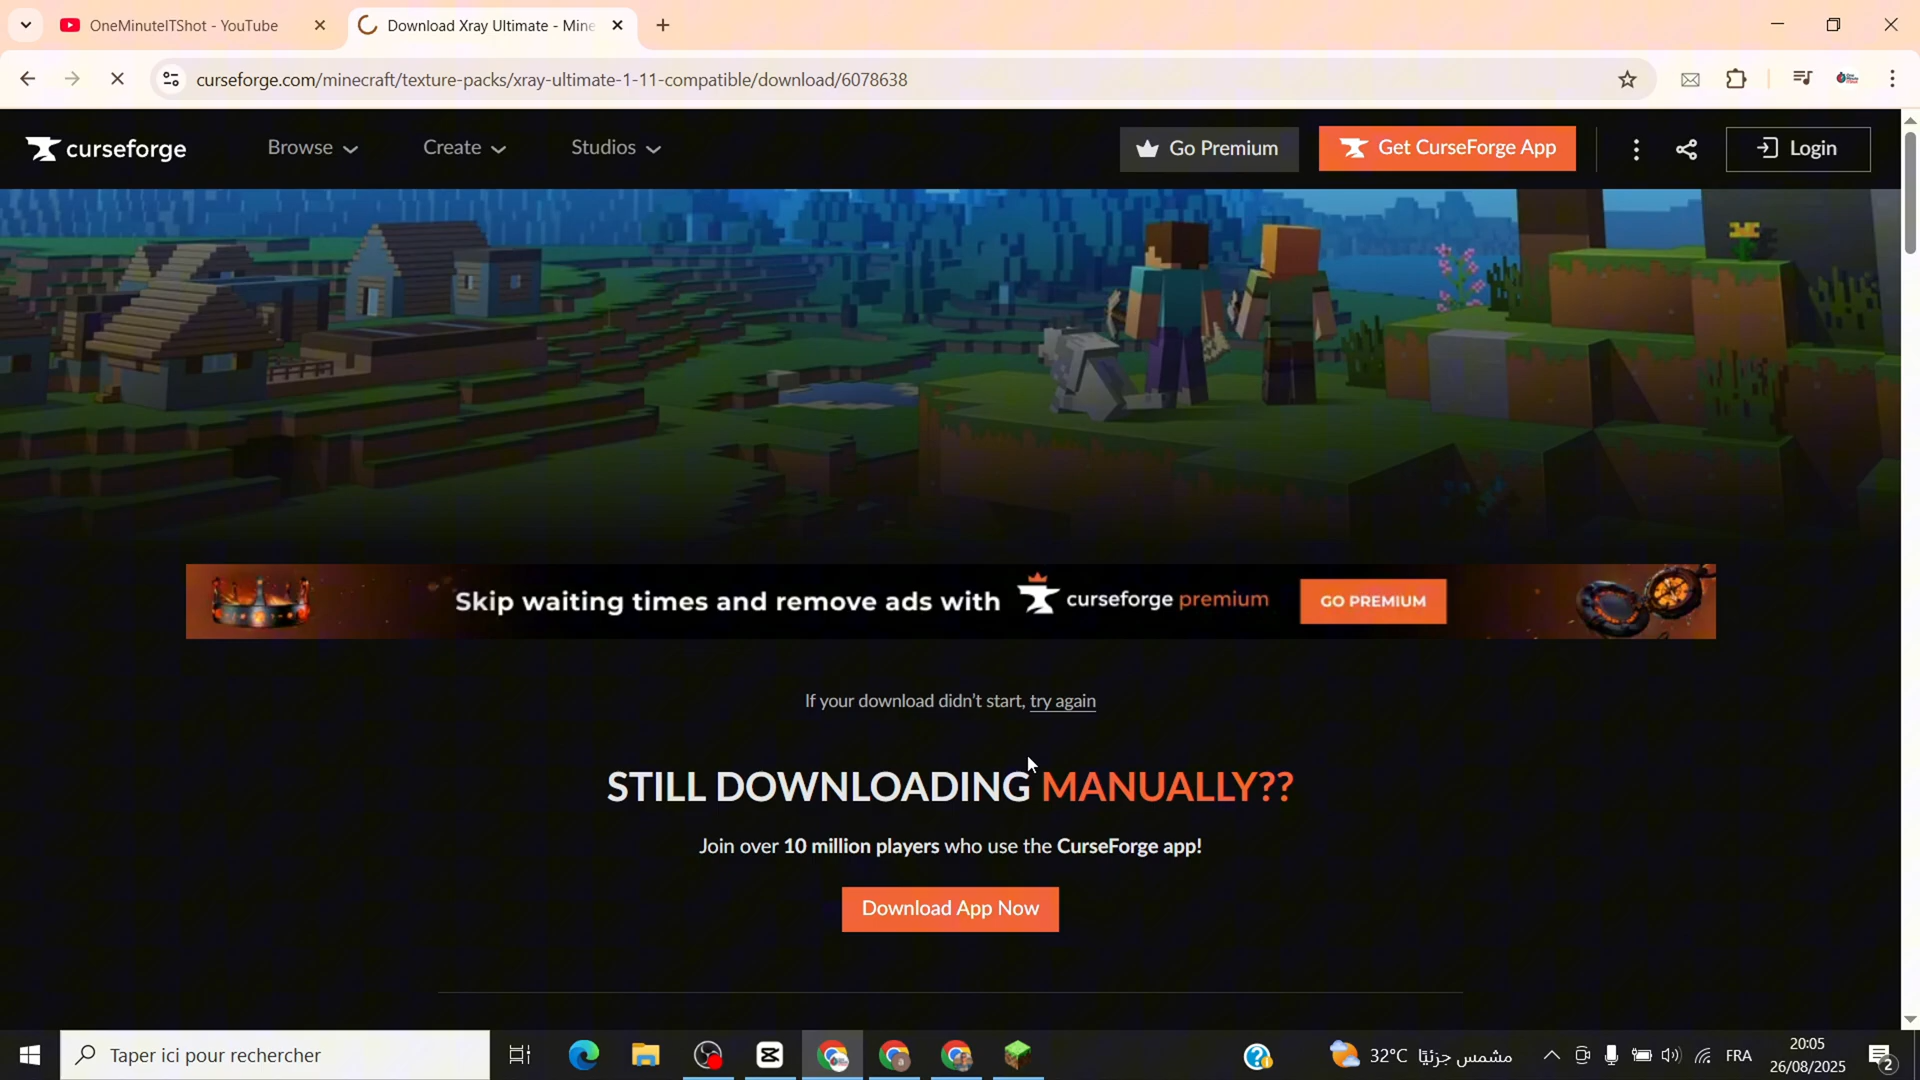 OneMinuteITShot - YouTube
Download Xray Ultimate - Mine
curseforge.com/minecraft/texture-packs/xray-ultimate-1-11-compatible/download/6078638
curseforge
Browse
Create
Studios
Go Premium
Get CurseForge App
Login
Skip waiting times and remove ads with
curseforge premium
GO PREMIUM
If your download didn't start, try again
STILL DOWNLOADING MANUALLY??
Join over 10 million players who use the CurseForge app!
Download App Now
Taper ici pour rechercher
32°C مشمس جزئيًا
FRA
20:05
26/08/2025
2